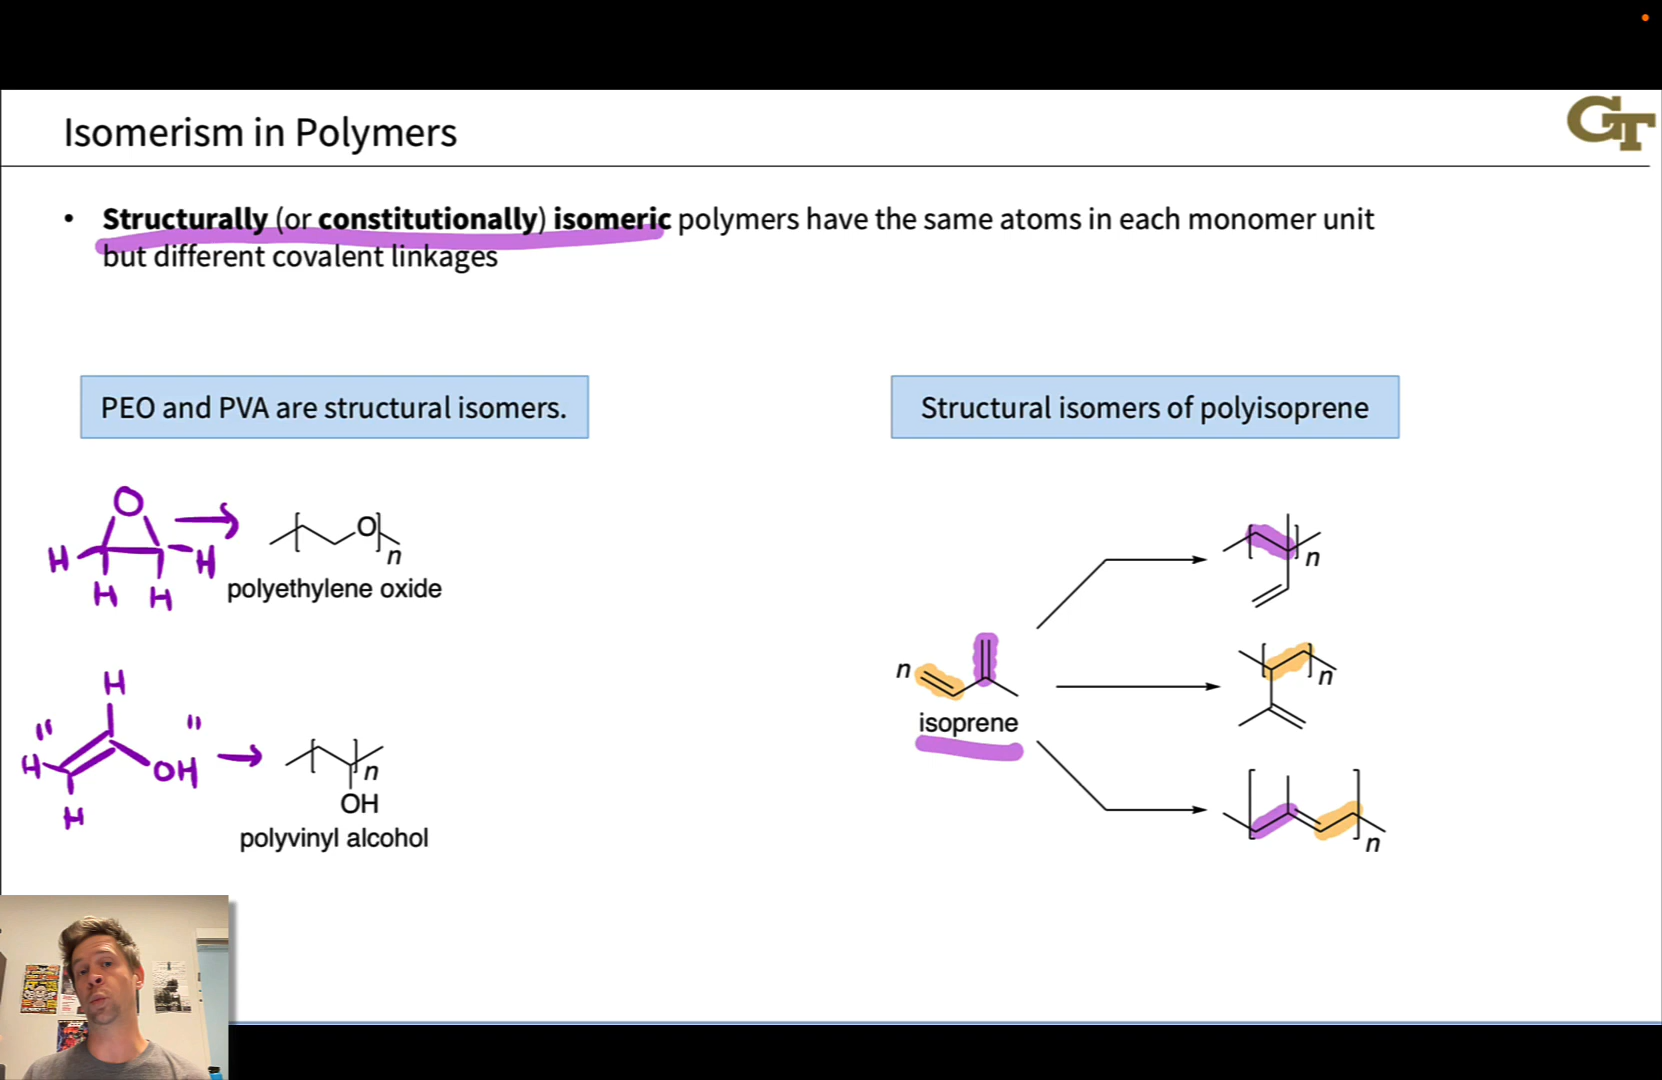 GT
Isomerism in Polymers
• Structurally (or constitutionally) isomeric polymers have the same atoms in each monomer unit
but different covalent linkages
PEO and PVA are structural isomers.
O
H
H
H
H
O
n
polyethylene oxide
H
"
"
H
OH
H
n
OH
polyvinyl alcohol
Structural isomers of polyisoprene
n
isoprene
n
n
n